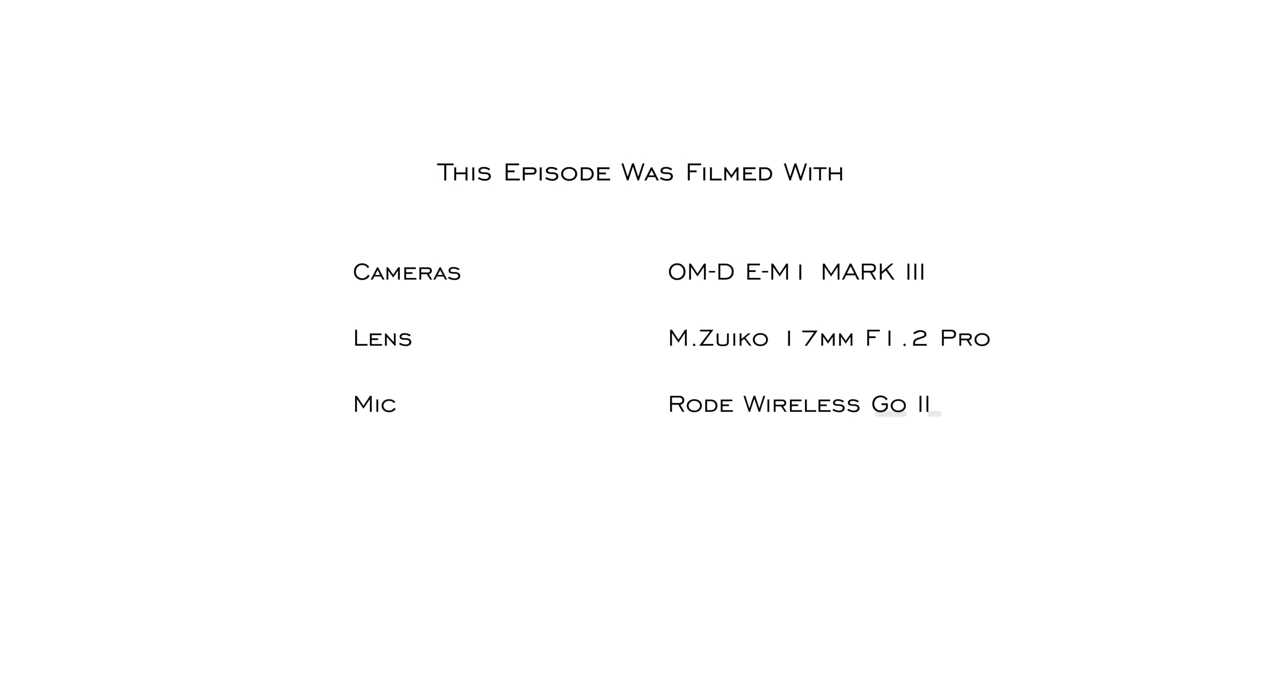 This Episode Was Filmed With
Cameras OM-D E-M1 MARK III
Lens M.Zuiko 17mm F1.2 Pro
Mic Rode Wireless Go II